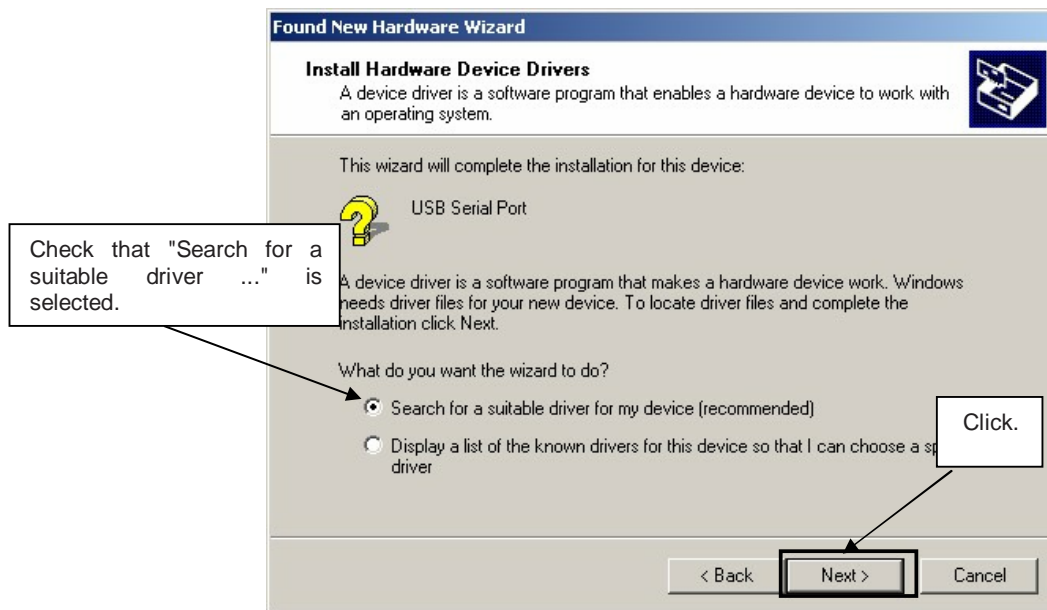 Found New Hardware Wizard
Install Hardware Device Drivers
A device driver is a software program that enables a hardware device to work with
an operating system.
This wizard will complete the installation for this device:
USB Serial Port
Check that "Search for a
suitable driver ..." is
selected.
A device driver is a software program that makes a hardware device work. Windows
needs driver files for your new device. To locate driver files and complete the
installation click Next.
What do you want the wizard to do?
Search for a suitable driver for my device (recommended)
Click.
Display a list of the known drivers for this device so that I can choose a
driver
< Back
Next >
Cancel